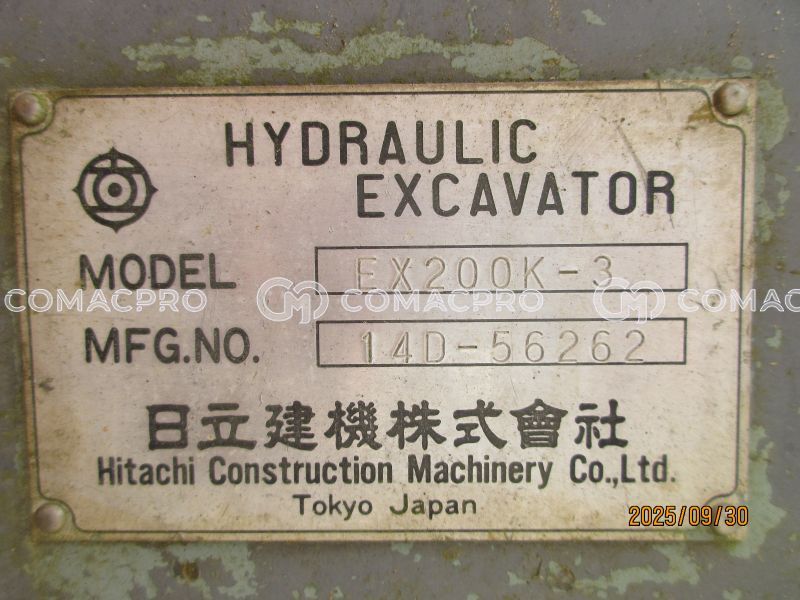 HYDRAULIC
EXCAVATOR
MODEL EX200K-3
COMACPRO COMACPRO COMACPRO
MFG.NO. 14D-56262
日立建機株式會社
Hitachi Construction Machinery Co.,Ltd.
Tokyo Japan
2025/09/30